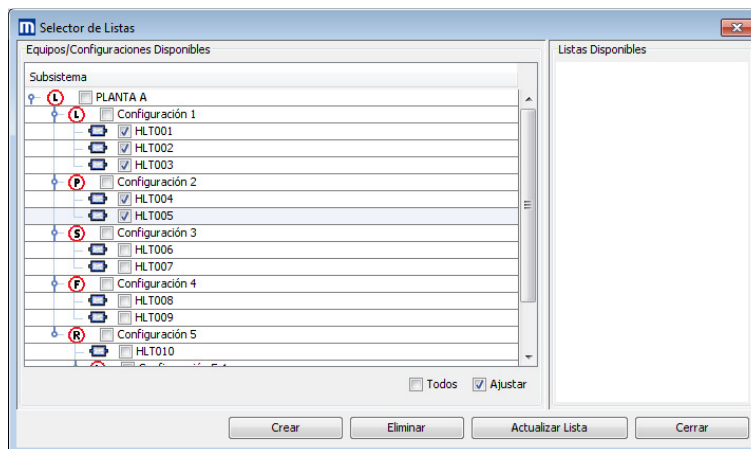 m Selector de Listas
Equipos/Configuraciones Disponibles
Listas Disponibles
Subsistema
L PLANTA A
L Configuración 1
HLT001
HLT002
HLT003
P Configuración 2
HLT004
HLT005
S Configuración 3
HLT006
HLT007
F Configuración 4
HLT008
HLT009
R Configuración 5
HLT010
Todos Ajustar
Crear Eliminar Actualizar Lista Cerrar